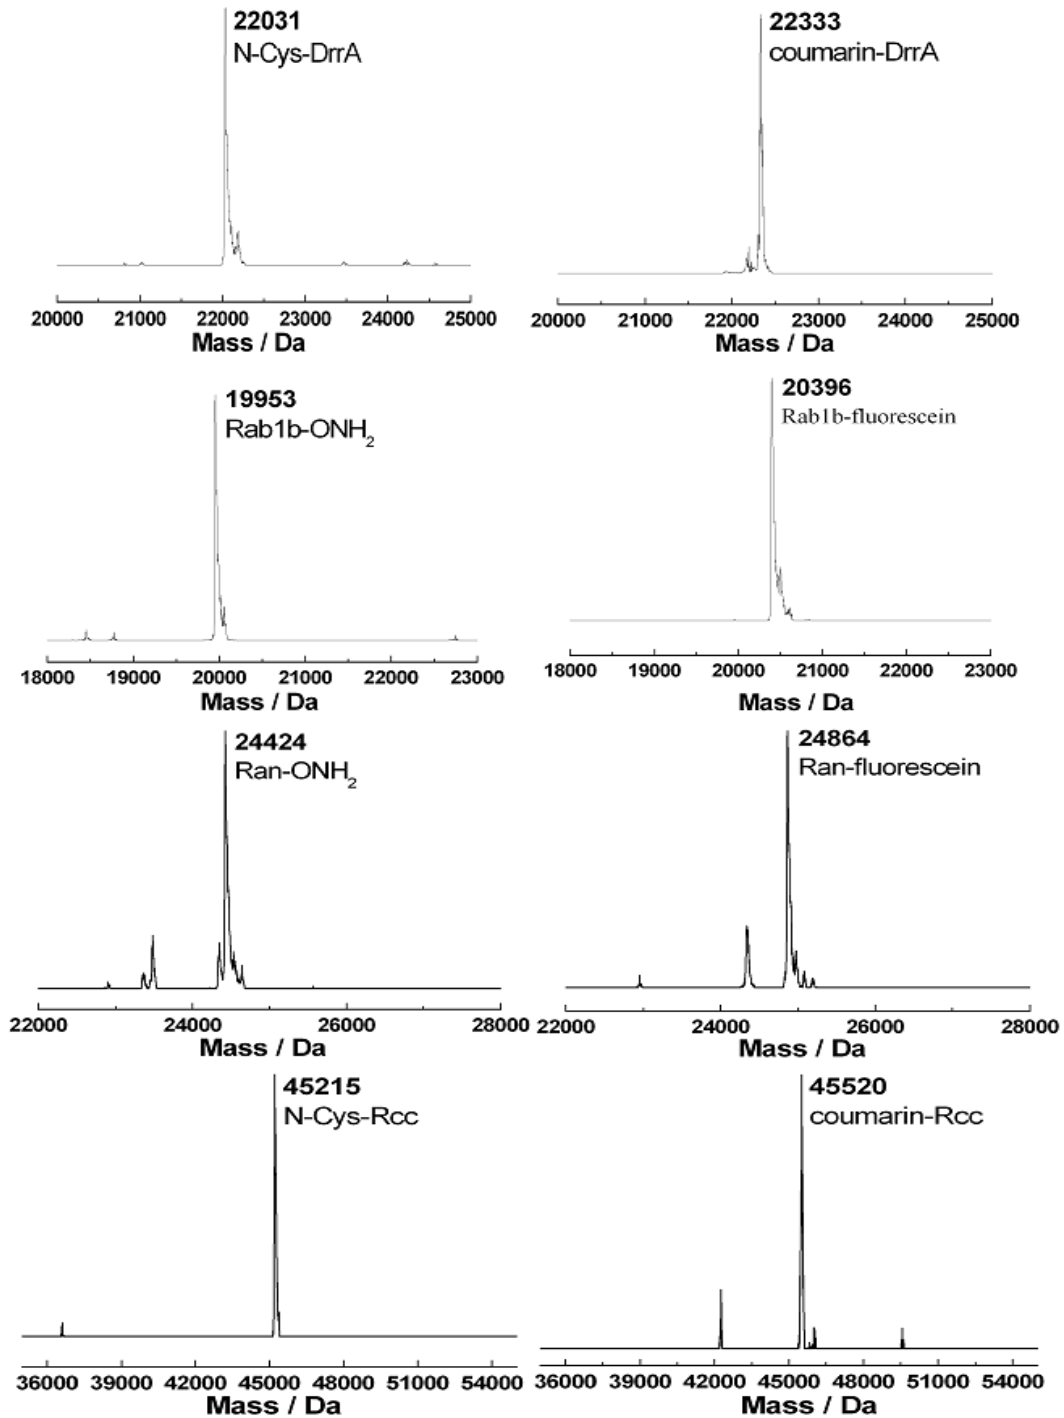 22031
N-Cys-DrrA
20000 21000 22000 23000 24000 25000
Mass / Da
22333
coumarin-DrrA
20000 21000 22000 23000 24000 25000
Mass / Da
19953
Rab1b-ONH2
18000 19000 20000 21000 22000 23000
Mass / Da
20396
Rab1b-fluorescein
18000 19000 20000 21000 22000 23000
Mass / Da
24424
Ran-ONH2
22000 24000 26000 28000
Mass / Da
24864
Ran-fluorescein
22000 24000 26000 28000
Mass / Da
45215
N-Cys-Rcc
36000 39000 42000 45000 48000 51000
Mass / Da
45520
coumarin-Rcc
36000 39000 42000 45000 48000 51000 54000
Mass / Da